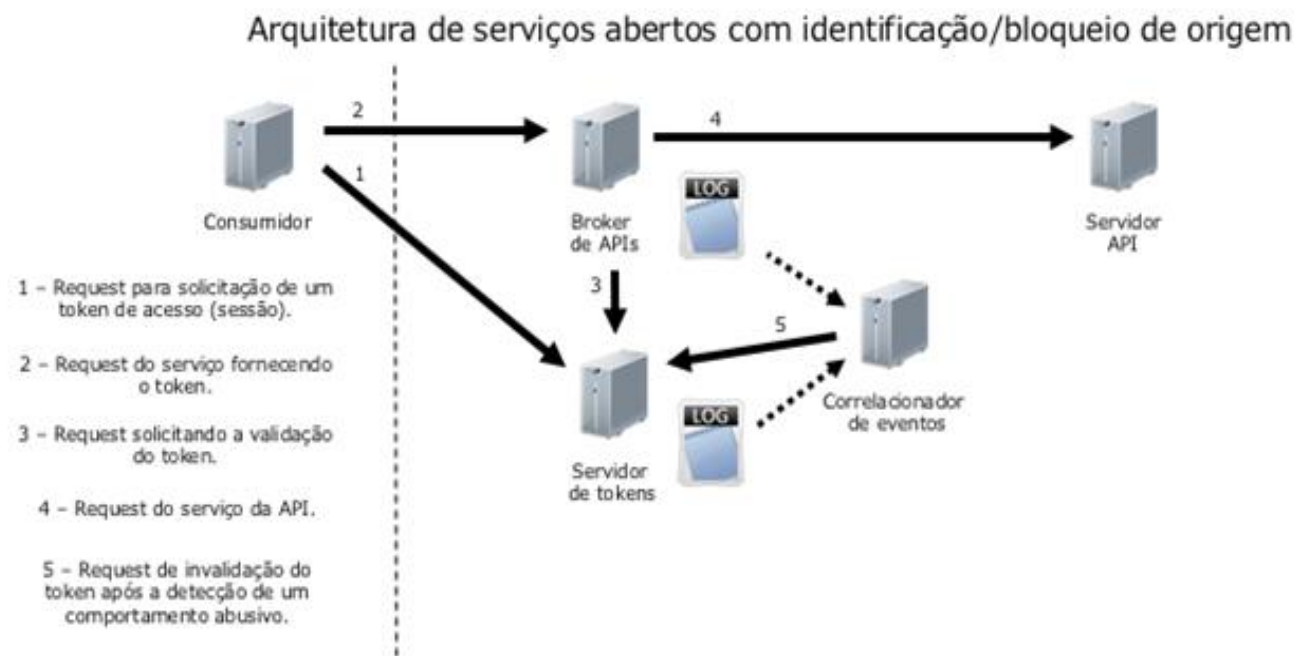 Arquitetura de serviços abertos com identificação/bloqueio de origem
2
4
1
LOG
Consumidor
Broker
de APIs
Servidor
API
1 – Request para solicitação de um
token de acesso (sessão).
3
5
2 – Request do serviço fornecendo
o token.
Correlacionador
de eventos
LOG
3 – Request solicitando a validação
do token.
Servidor
de tokens
4 – Request do serviço da API.
5 – Request de invalidação do
token após a detecção de um
comportamento abusivo.